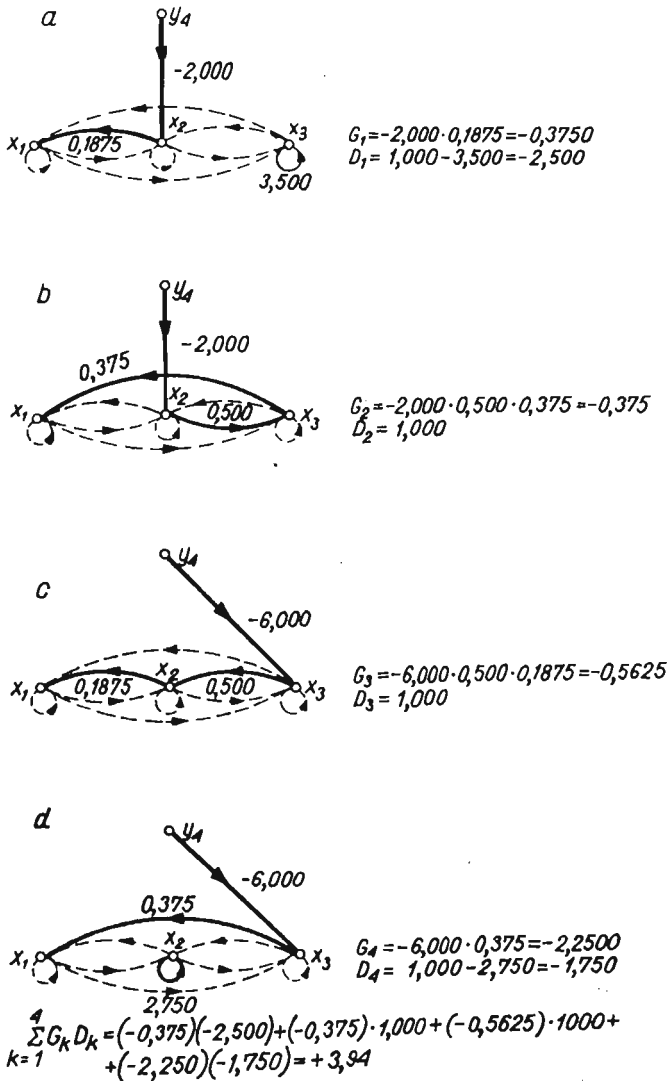 a
y4
-2,000
x1
0,1875
x2
x3
3,500
G1=-2,000·0,1875=-0,3750
D1= 1,000-3,500=-2,500
b
y4
-2,000
0,375
x1
x2
0,500
x3
G2=-2,000·0,500·0,375=-0,375
D2= 1,000
c
y4
-6,000
x1
0,1875
x2
0,500
x3
G3=-6,000·0,500·0,1875=-0,5625
D3= 1,000
d
y4
-6,000
0,375
x1
x2
x3
2,750
G4=-6,000·0,375=-2,2500
D4= 1,000-2,750=-1,750
4
Σ GkDk=(-0,375)(-2,500)+(-0,375)·1,000+(-0,5625)·1000+
k=1
+(-2,250)(-1,750)=+3,94